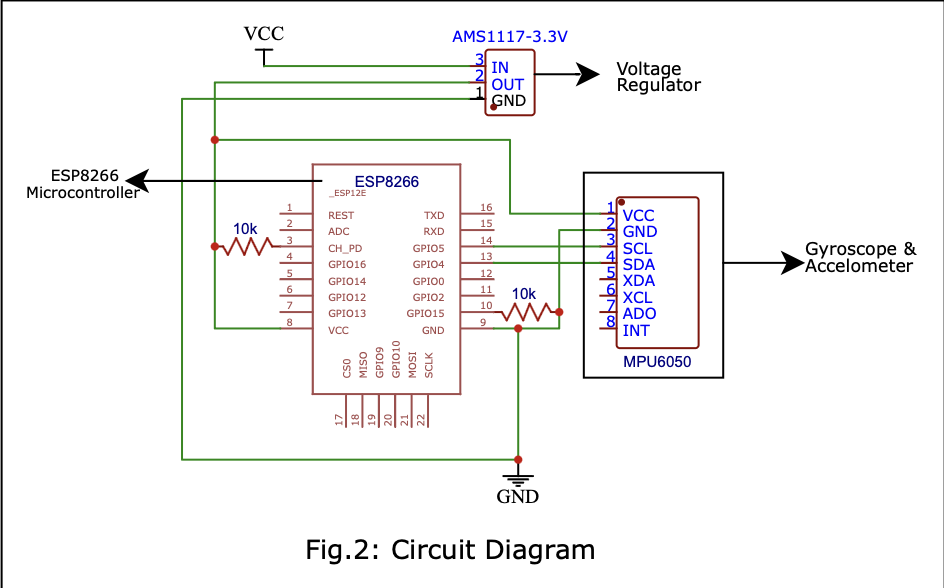 VCC
AMS1117-3.3V
3 IN
2 OUT
1 GND
Voltage
Regulator
ESP8266
Microcontroller
ESP8266
_ESP12E
1 REST
2 ADC
3 CH_PD
4 GPIO16
5 GPIO14
6 GPIO12
7 GPIO13
8 VCC
10k
TXD 16
RXD 15
GPIO5 14
GPIO4 13
GPIO0 12
GPIO2 11
GPIO15 10
GND 9
10k
CS0
MISO
GPIO9
GPIO10
MOSI
SCLK
17
18
19
20
21
22
1 VCC
2 GND
3 SCL
4 SDA
5 XDA
6 XCL
7 ADO
8 INT
MPU6050
Gyroscope &
Accelometer
GND
Fig.2: Circuit Diagram